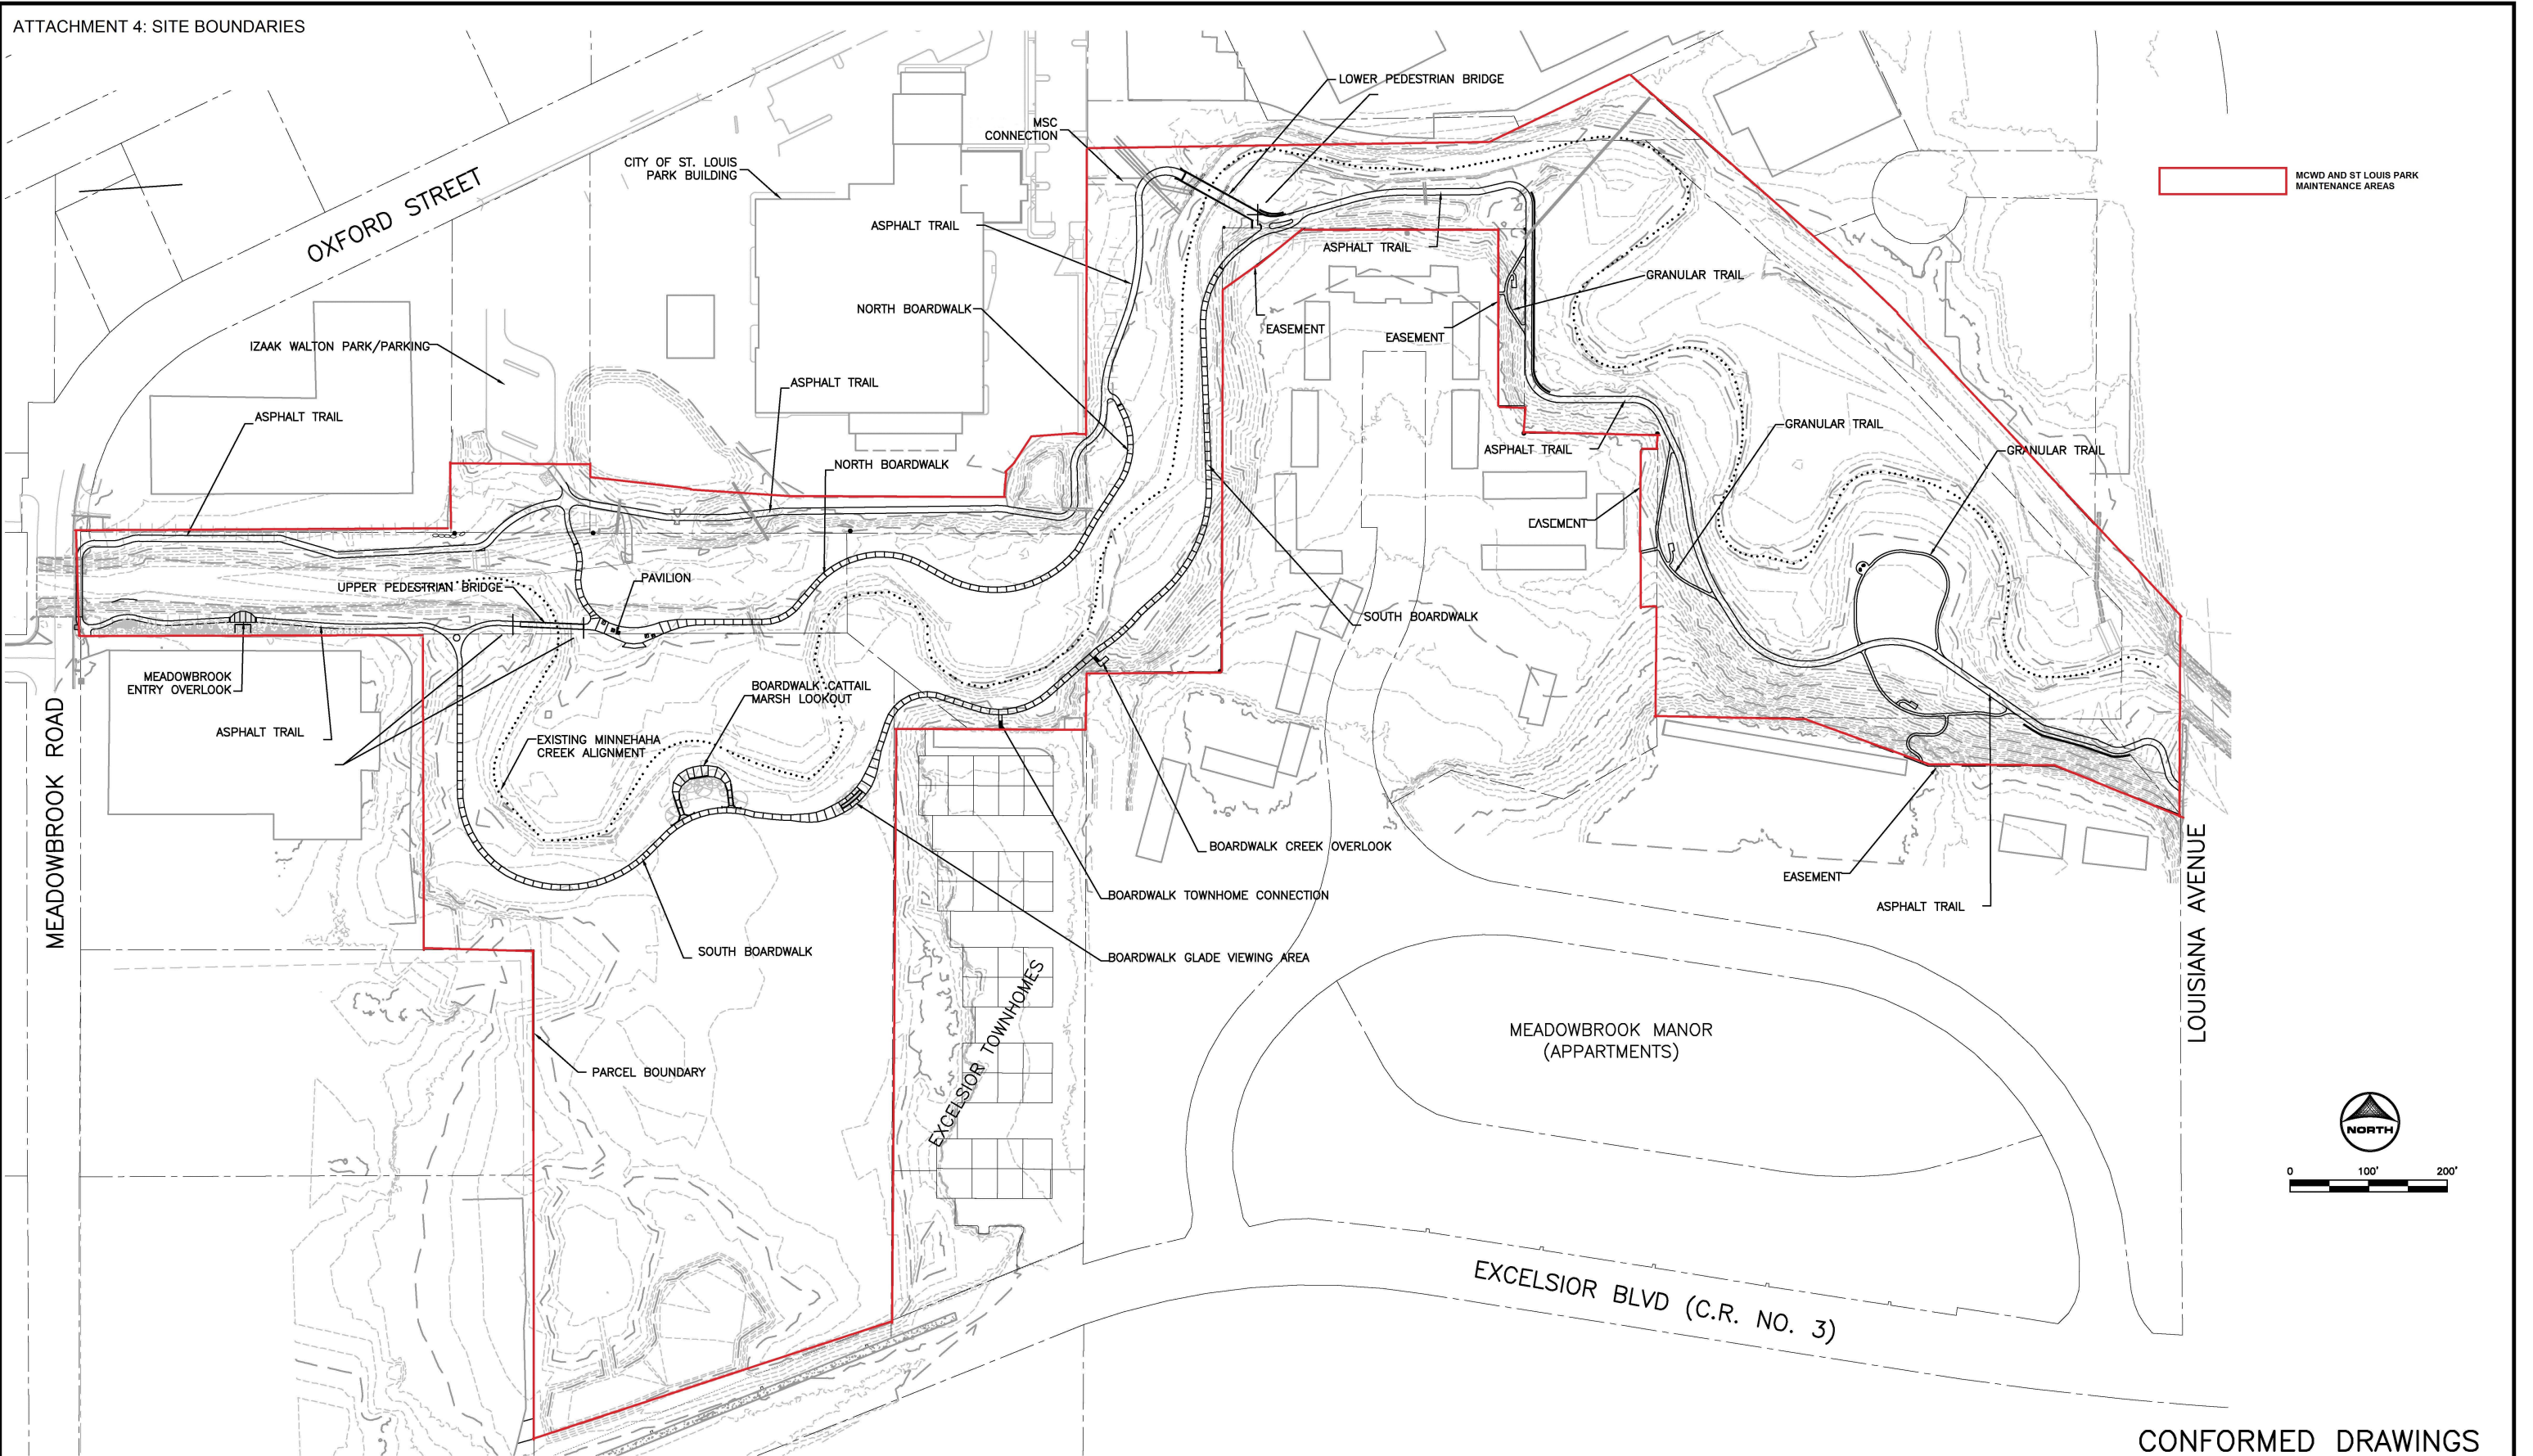 ATTACHMENT 4: SITE BOUNDARIES
LOWER PEDESTRIAN BRIDGE
MSC
CONNECTION
CITY OF ST. LOUIS
PARK BUILDING
MCWD AND ST LOUIS PARK
MAINTENANCE AREAS
OXFORD STREET
ASPHALT TRAIL
ASPHALT TRAIL
GRANULAR TRAIL
NORTH BOARDWALK
EASEMENT
EASEMENT
IZAAK WALTON PARK/PARKING
ASPHALT TRAIL
ASPHALT TRAIL
GRANULAR TRAIL
ASPHALT TRAIL
GRANULAR TRAIL
NORTH BOARDWALK
EASEMENT
PAVILION
UPPER PEDESTRIAN BRIDGE
SOUTH BOARDWALK
MEADOWBROOK
ENTRY OVERLOOK
BOARDWALK CATTAIL
MARSH LOOKOUT
ASPHALT TRAIL
EXISTING MINNEHAHA
CREEK ALIGNMENT
MEADOWBROOK ROAD
BOARDWALK CREEK OVERLOOK
EASEMENT
BOARDWALK TOWNHOME CONNECTION
ASPHALT TRAIL
LOUISIANA AVENUE
SOUTH BOARDWALK
BOARDWALK GLADE VIEWING AREA
EXCELSIOR TOWNHOMES
MEADOWBROOK MANOR
(APPARTMENTS)
PARCEL BOUNDARY
NORTH
0 100' 200'
EXCELSIOR BLVD (C.R. NO. 3)
CONFORMED DRAWINGS